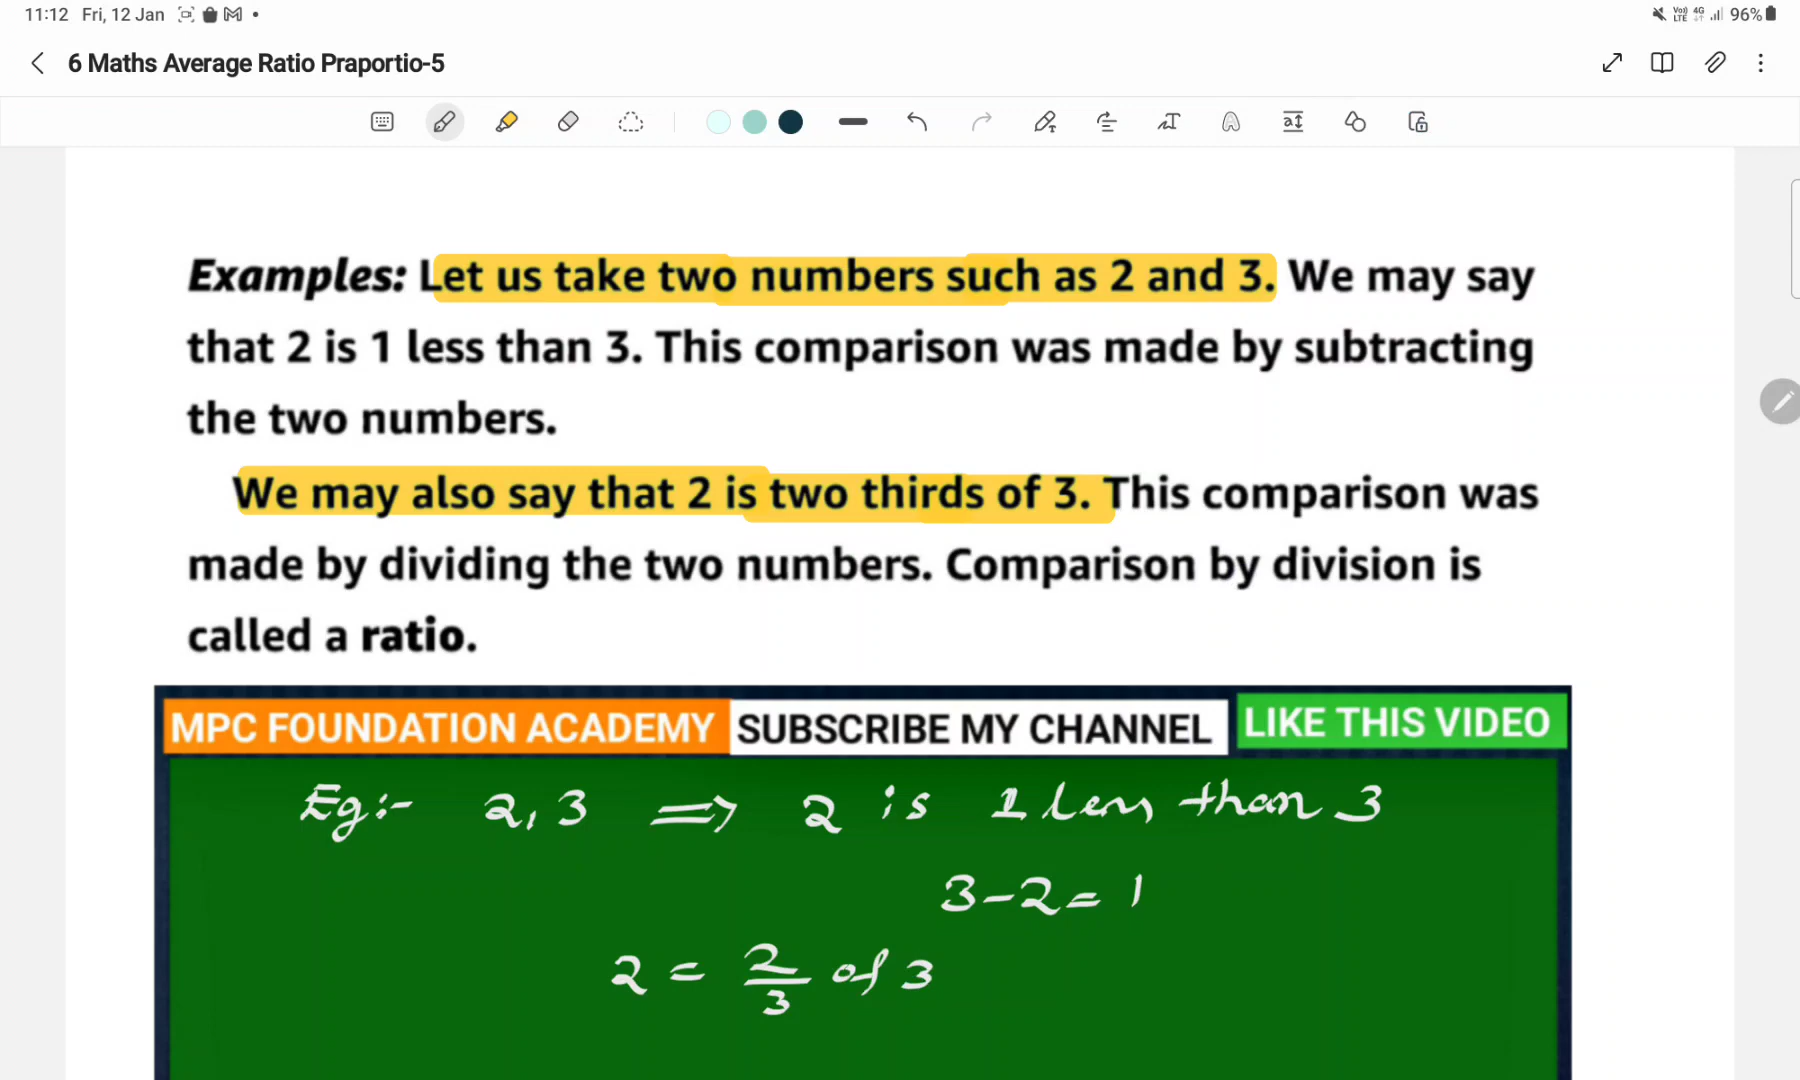 11:12 Fri, 12 Jan 96%
6 Maths Average Ratio Praportio-5
Examples: Let us take two numbers such as 2 and 3. We may say
that 2 is 1 less than 3. This comparison was made by subtracting
the two numbers.
We may also say that 2 is two thirds of 3. This comparison was
made by dividing the two numbers. Comparison by division is
called a ratio.
MPC FOUNDATION ACADEMY SUBSCRIBE MY CHANNEL LIKE THIS VIDEO
Eg:- 2, 3 => 2 is 1 less than 3
3-2= 1
2 = 2/3 of 3